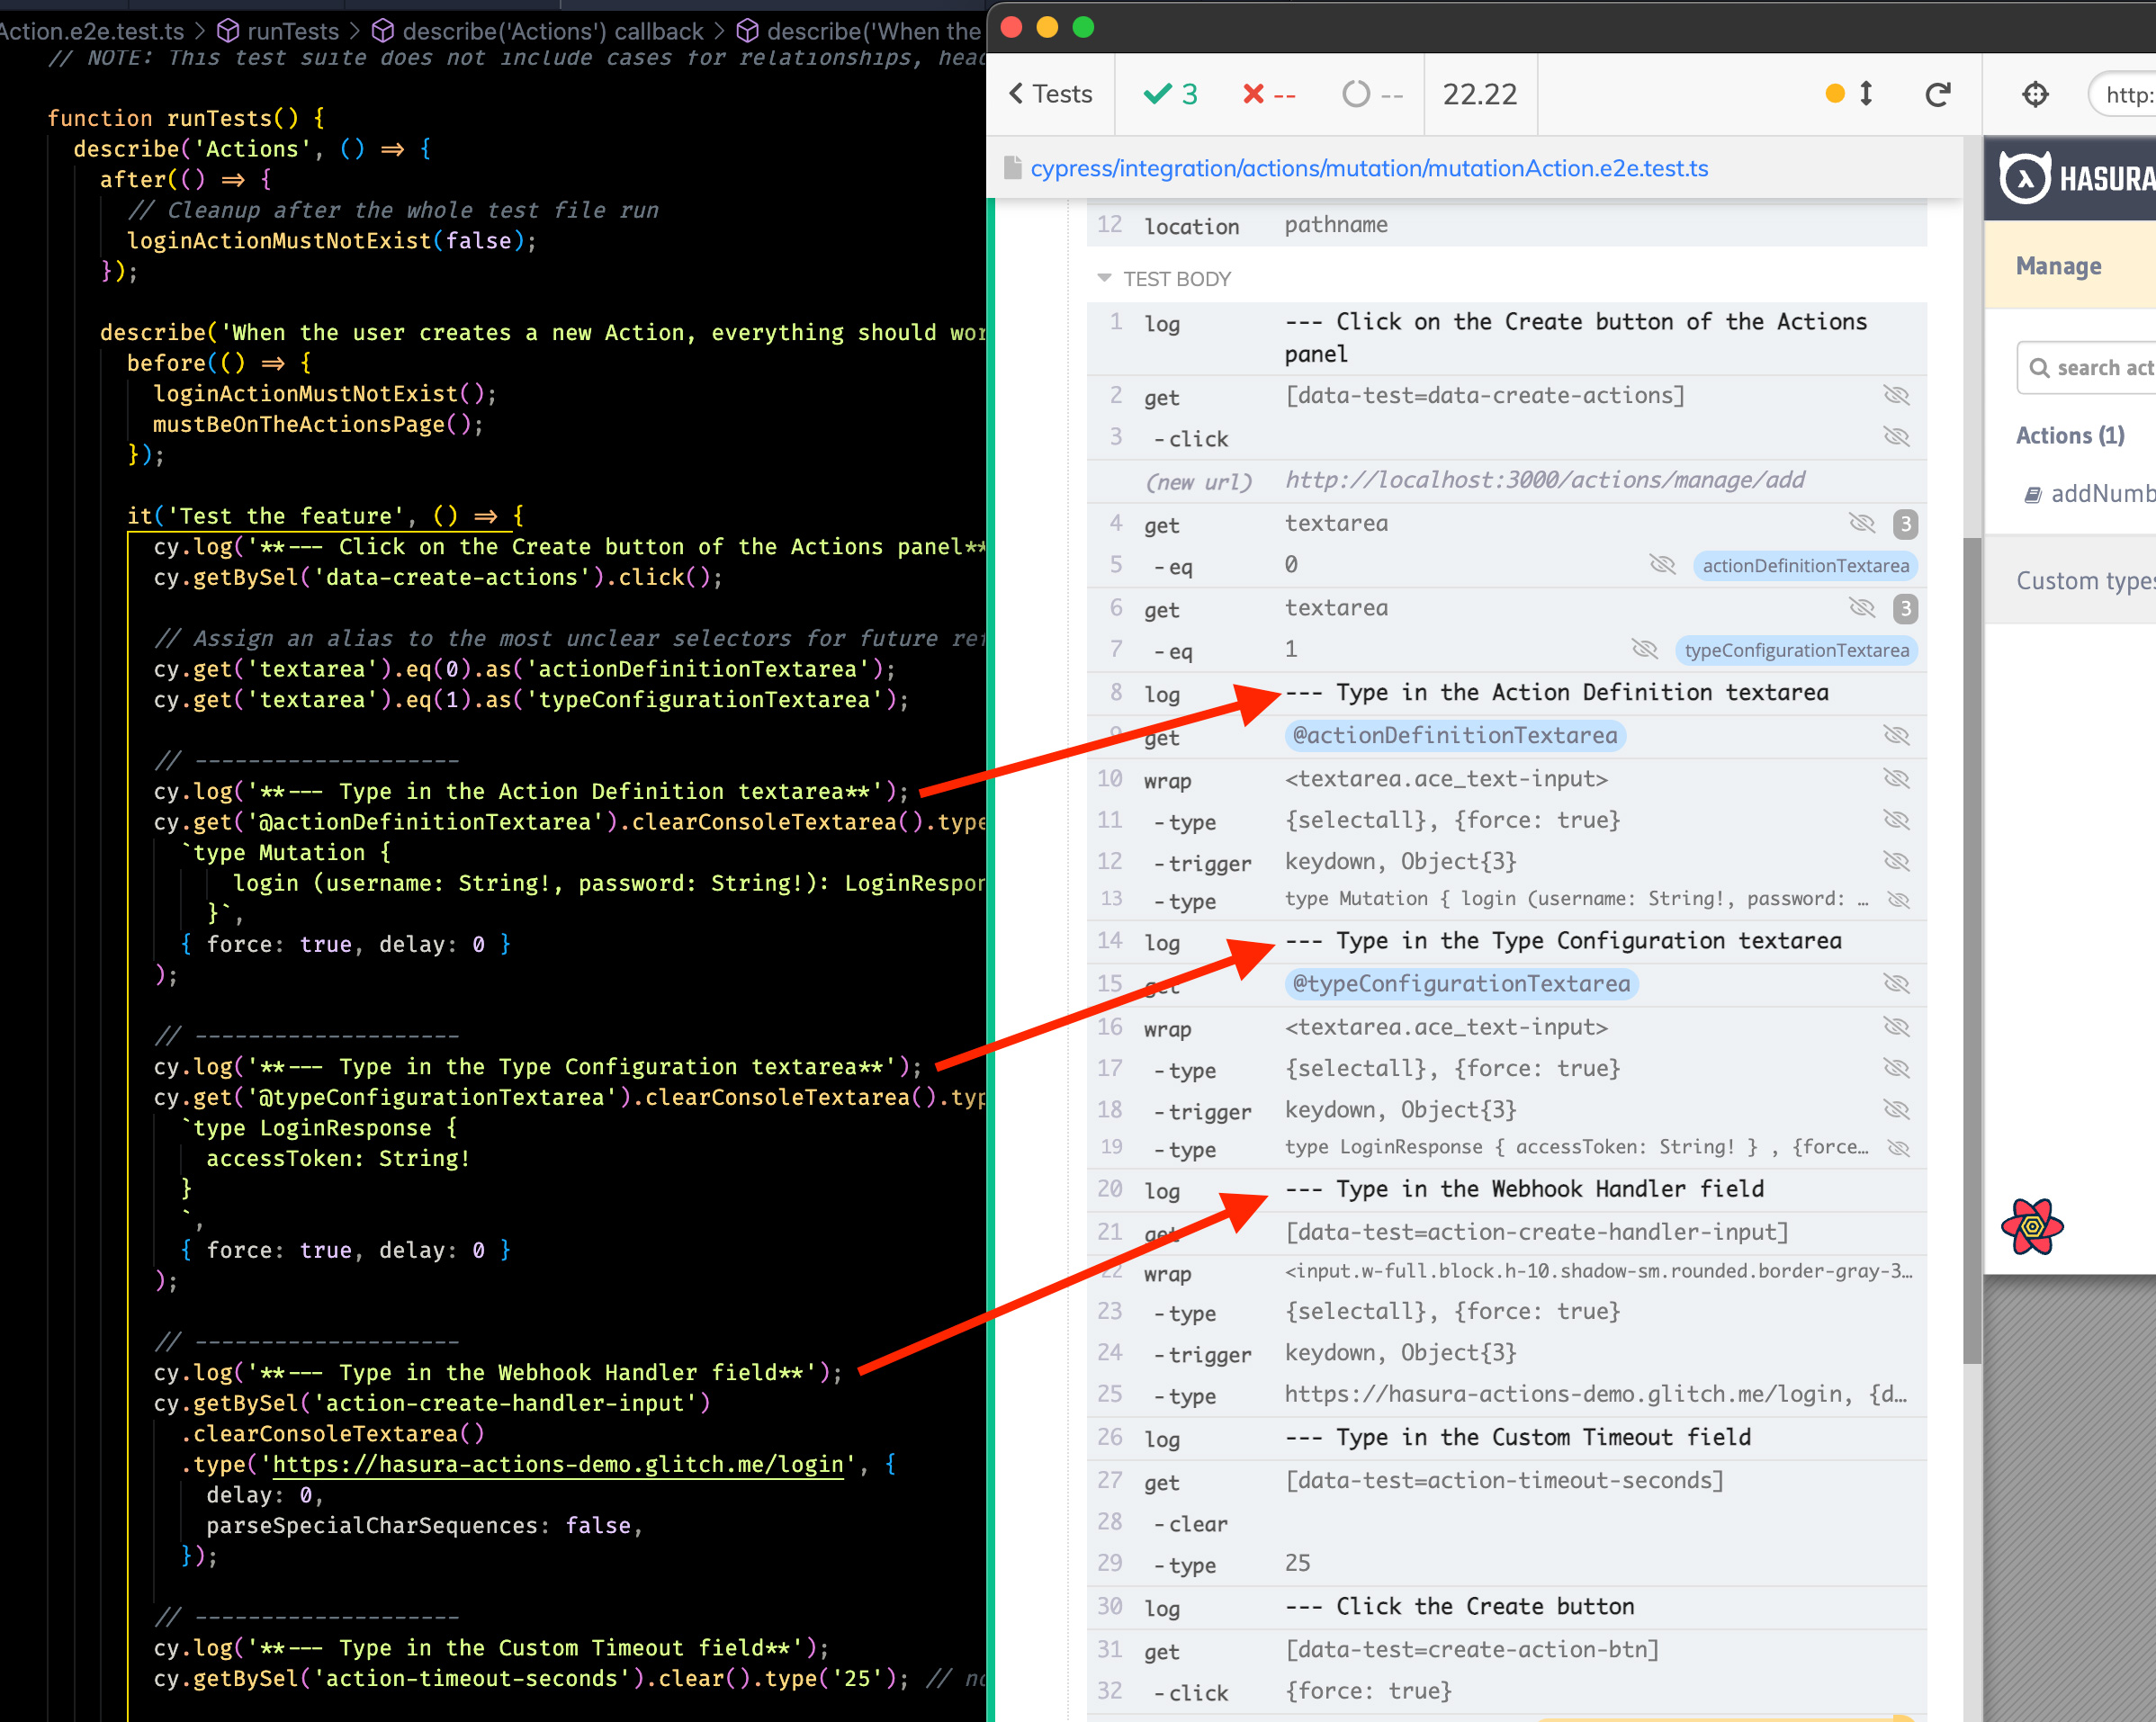 Action.e2e.test.ts > runTests > describe('Actions') callback > describe('When the
// NOTE: This test suite does not include cases for relationships, head
function runTests() {
describe('Actions', () => {
after(() => {
// Cleanup after the whole test file run
loginActionMustNotExist(false);
});
describe('When the user creates a new Action, everything should wor
before(() => {
loginActionMustNotExist();
mustBeOnTheActionsPage();
});
it('Test the feature', () => {
cy.log('**--- Click on the Create button of the Actions panel**
cy.getBySel('data-create-actions').click();
// Assign an alias to the most unclear selectors for future ref
cy.get('textarea').eq(0).as('actionDefinitionTextarea');
cy.get('textarea').eq(1).as('typeConfigurationTextarea');
// --------------------
cy.log('**--- Type in the Action Definition textarea**');
cy.get('@actionDefinitionTextarea').clearConsoleTextarea().type
`type Mutation {
login (username: String!, password: String!): LoginRespon
}`,
{ force: true, delay: 0 }
);
// --------------------
cy.log('**--- Type in the Type Configuration textarea**');
cy.get('@typeConfigurationTextarea').clearConsoleTextarea().typ
`type LoginResponse {
accessToken: String!
}
`,
{ force: true, delay: 0 }
);
// --------------------
cy.log('**--- Type in the Webhook Handler field**');
cy.getBySel('action-create-handler-input')
.clearConsoleTextarea()
.type('https://hasura-actions-demo.glitch.me/login', {
delay: 0,
parseSpecialCharSequences: false,
});
// --------------------
cy.log('**--- Type in the Custom Timeout field**');
cy.getBySel('action-timeout-seconds').clear().type('25'); // no
< Tests 3 -- -- 22.22
cypress/integration/actions/mutation/mutationAction.e2e.test.ts
12 location pathname
TEST BODY
1 log --- Click on the Create button of the Actions
panel
2 get [data-test=data-create-actions]
3 -click
(new url) http://localhost:3000/actions/manage/add
4 get textarea 3
5 -eq 0 actionDefinitionTextarea
6 get textarea 3
7 -eq 1 typeConfigurationTextarea
8 log --- Type in the Action Definition textarea
9 get @actionDefinitionTextarea
10 wrap <textarea.ace_text-input>
11 -type {selectall}, {force: true}
12 -trigger keydown, Object{3}
13 -type type Mutation { login (username: String!, password: …
14 log --- Type in the Type Configuration textarea
15 get @typeConfigurationTextarea
16 wrap <textarea.ace_text-input>
17 -type {selectall}, {force: true}
18 -trigger keydown, Object{3}
19 -type type LoginResponse { accessToken: String! } , {force…
20 log --- Type in the Webhook Handler field
21 get [data-test=action-create-handler-input]
22 wrap <input.w-full.block.h-10.shadow-sm.rounded.border-gray-3…
23 -type {selectall}, {force: true}
24 -trigger keydown, Object{3}
25 -type https://hasura-actions-demo.glitch.me/login, {d…
26 log --- Type in the Custom Timeout field
27 get [data-test=action-timeout-seconds]
28 -clear
29 -type 25
30 log --- Click the Create button
31 get [data-test=create-action-btn]
32 -click {force: true}
http:
HASURA
Manage
search act
Actions (1)
addNumb
Custom types